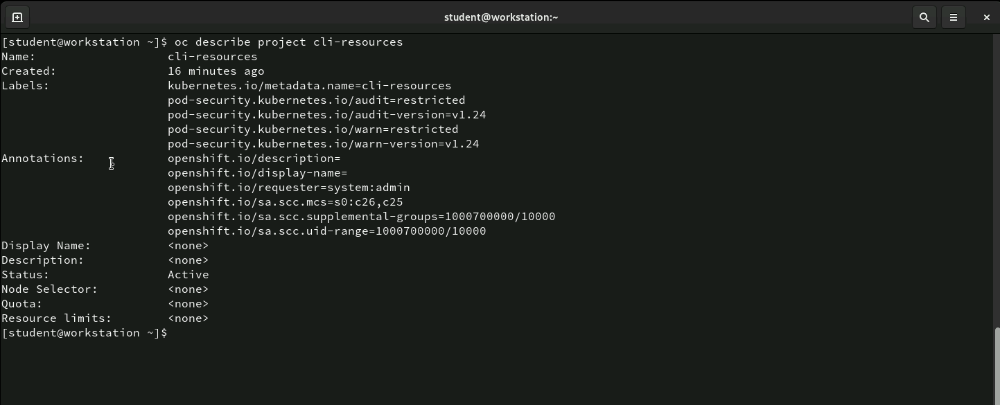 student@workstation:~
[student@workstation ~]$ oc describe project cli-resources
Name:                   cli-resources
Created:                16 minutes ago
Labels:                 kubernetes.io/metadata.name=cli-resources
                        pod-security.kubernetes.io/audit=restricted
                        pod-security.kubernetes.io/audit-version=v1.24
                        pod-security.kubernetes.io/warn=restricted
                        pod-security.kubernetes.io/warn-version=v1.24
Annotations:            openshift.io/description=
                        openshift.io/display-name=
                        openshift.io/requester=system:admin
                        openshift.io/sa.scc.mcs=s0:c26,c25
                        openshift.io/sa.scc.supplemental-groups=1000700000/10000
                        openshift.io/sa.scc.uid-range=1000700000/10000
Display Name:           <none>
Description:            <none>
Status:                 Active
Node Selector:          <none>
Quota:                  <none>
Resource limits:        <none>
[student@workstation ~]$